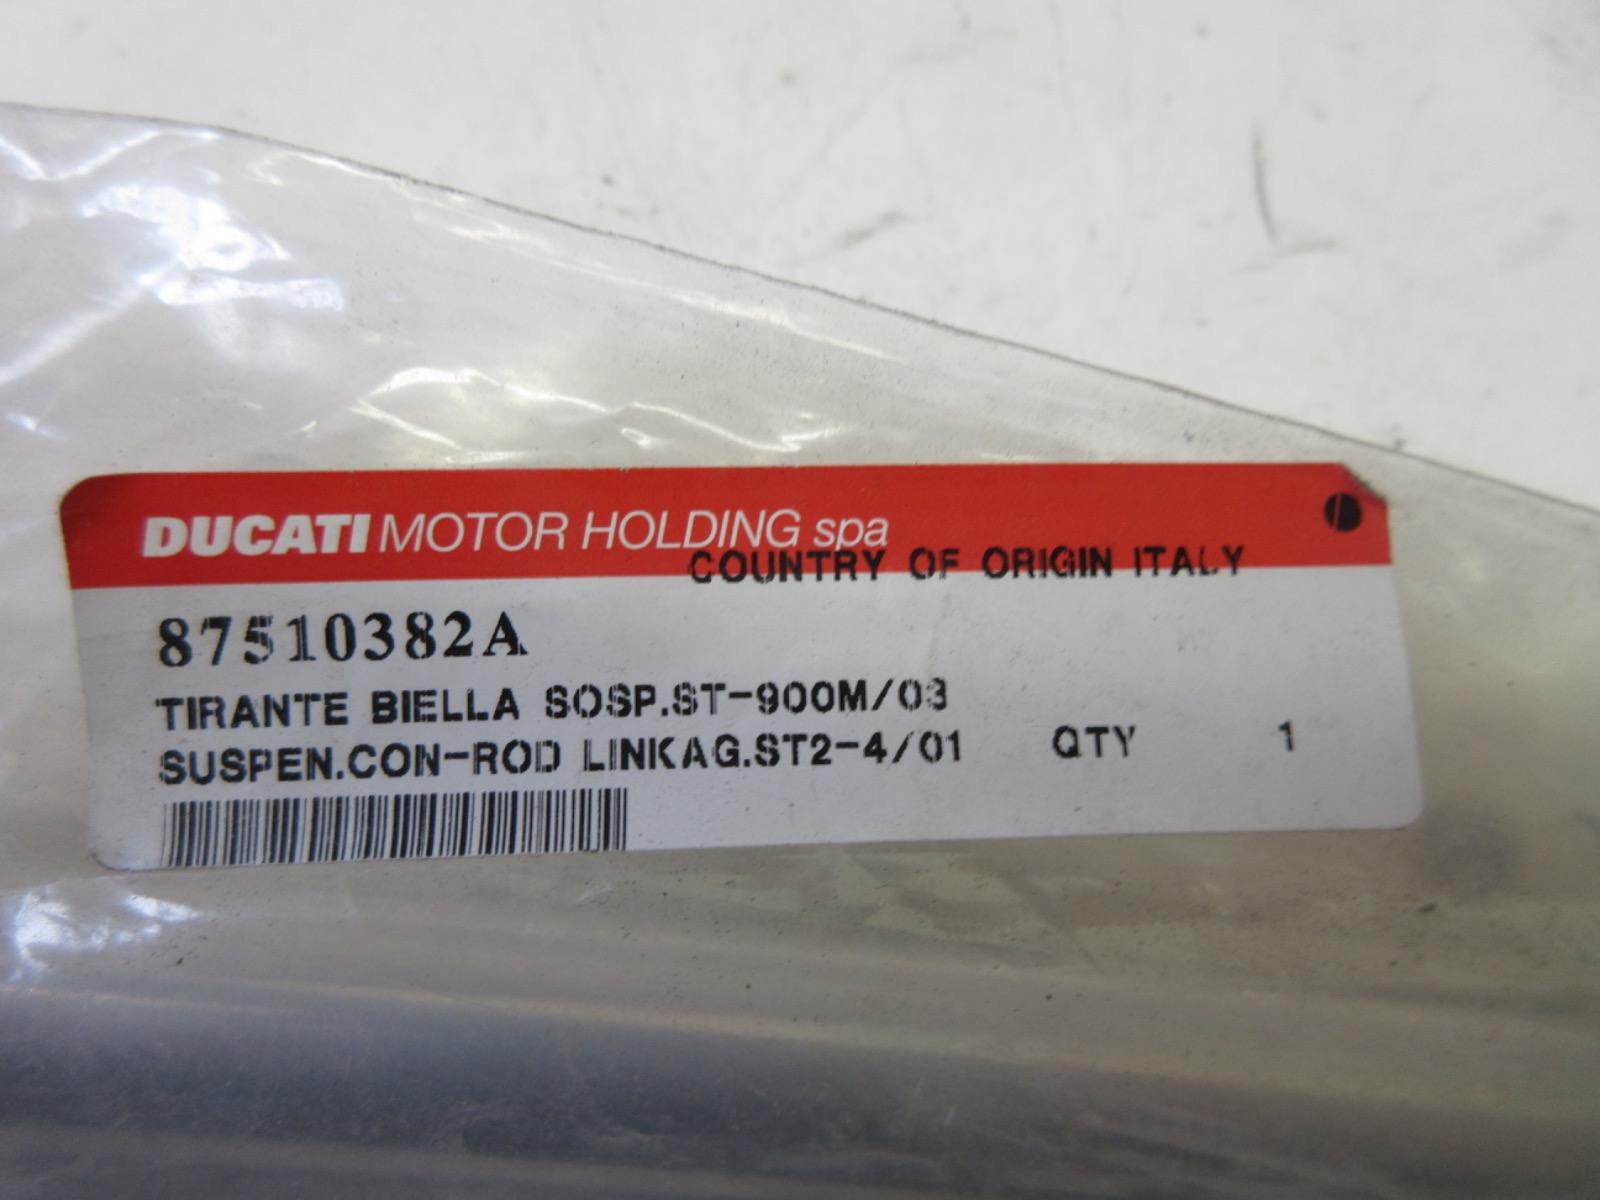 DUCATI MOTOR HOLDING spa
COUNTRY OF ORIGIN ITALY
87510382A
TIRANTE BIELLA SOSP.ST-900M/03
SUSPEN.CON-ROD LINKAG.ST2-4/01 QTY 1